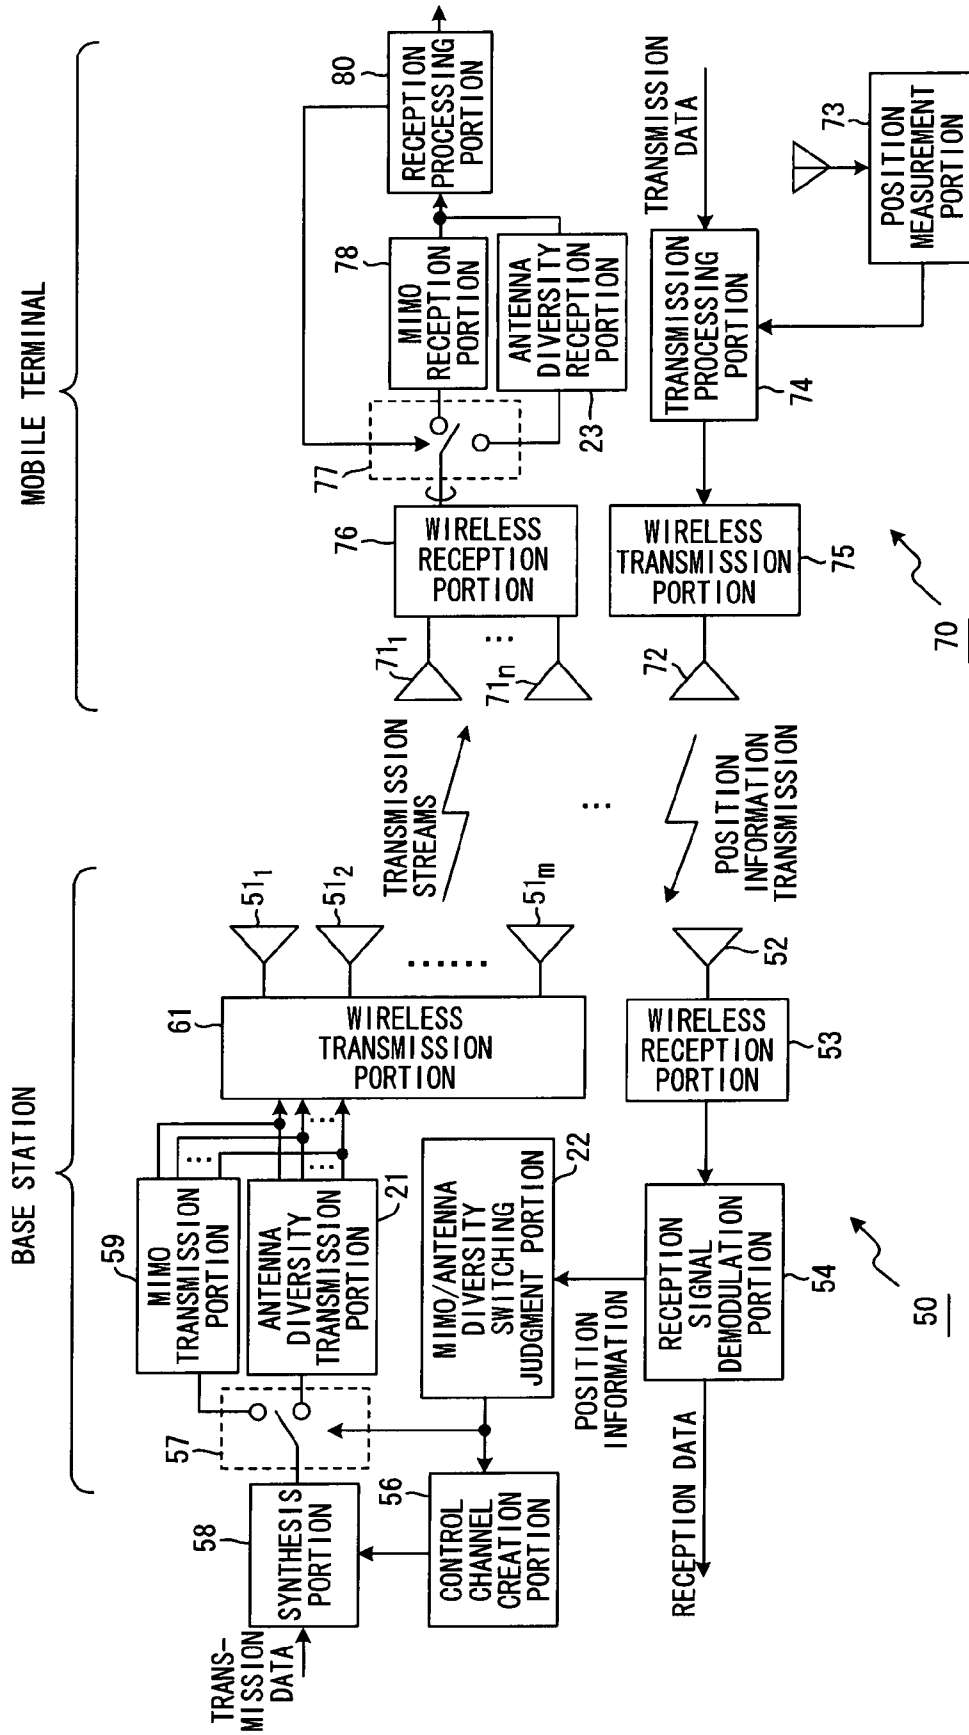 BASE STATION
MOBILE TERMINAL
TRANS-
MISSION
DATA
58
SYNTHESIS
PORTION
57
59
MIMO
TRANSMISSION
PORTION
ANTENNA
DIVERSITY
TRANSMISSION
PORTION
21
...
...
...
61
WIRELESS
TRANSMISSION
PORTION
51₁
51₂
......
51m
56
CONTROL
CHANNEL
CREATION
PORTION
MIMO/ANTENNA
DIVERSITY
SWITCHING
JUDGMENT PORTION
22
POSITION
INFORMATION
RECEPTION DATA
RECEPTION
SIGNAL
DEMODULATION
PORTION
54
WIRELESS
RECEPTION
PORTION
53
52
50
TRANSMISSION
STREAMS
...
POSITION
INFORMATION
TRANSMISSION
71₁
...
71n
76
WIRELESS
RECEPTION
PORTION
77
78
MIMO
RECEPTION
PORTION
ANTENNA
DIVERSITY
RECEPTION
PORTION
23
80
RECEPTION
PROCESSING
PORTION
72
WIRELESS
TRANSMISSION
PORTION
75
TRANSMISSION
PROCESSING
PORTION
74
TRANSMISSION
DATA
73
POSITION
MEASUREMENT
PORTION
70